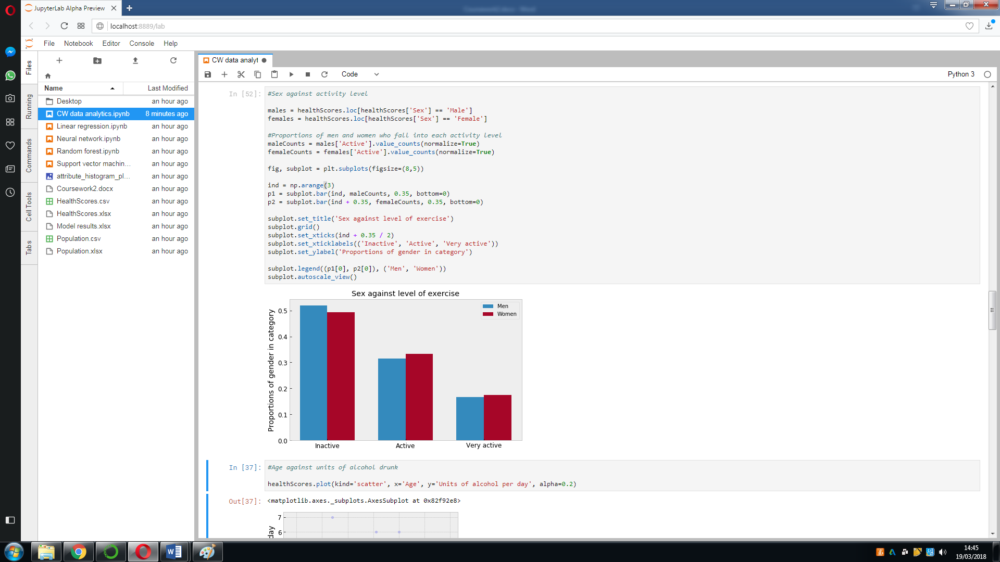 JupyterLab Alpha Preview
localhost:8889/lab
File Notebook Editor Console Help
Files
Running
Commands
Cell Tools
Tabs
Name Last Modified
Desktop an hour ago
CW data analytics.ipynb 8 minutes ago
Linear regression.ipynb an hour ago
Neural network.ipynb an hour ago
Random forest.ipynb an hour ago
Support vector machin... an hour ago
attribute_histogram_pl... an hour ago
Coursework2.docx an hour ago
HealthScores.csv an hour ago
HealthScores.xlsx an hour ago
Model results.xlsx an hour ago
Population.csv an hour ago
Population.xlsx an hour ago
CW data analyt
Code
Python 3
In [52]:
#Sex against activity level
males = healthScores.loc[healthScores['Sex'] == 'Male']
females = healthScores.loc[healthScores['Sex'] == 'Female']
#Proportions of men and women who fall into each activity level
maleCounts = males['Active'].value_counts(normalize=True)
femaleCounts = females['Active'].value_counts(normalize=True)
fig, subplot = plt.subplots(figsize=(8,5))
ind = np.arange(3)
p1 = subplot.bar(ind, maleCounts, 0.35, bottom=0)
p2 = subplot.bar(ind + 0.35, femaleCounts, 0.35, bottom=0)
subplot.set_title('Sex against level of exercise')
subplot.grid()
subplot.set_xticks(ind + 0.35 / 2)
subplot.set_xticklabels(('Inactive', 'Active', 'Very active'))
subplot.set_ylabel('Proportions of gender in category')
subplot.legend((p1[0], p2[0]), ('Men', 'Women'))
subplot.autoscale_view()
Sex against level of exercise
Men
Women
Proportions of gender in category
0.5
0.4
0.3
0.2
0.1
0.0
Inactive Active Very active
In [37]:
#Age against units of alcohol drunk
healthScores.plot(kind='scatter', x='Age', y='Units of alcohol per day', alpha=0.2)
Out[37]:
<matplotlib.axes._subplots.AxesSubplot at 0x82f92e8>
7
6
day
14:45
19/03/2018